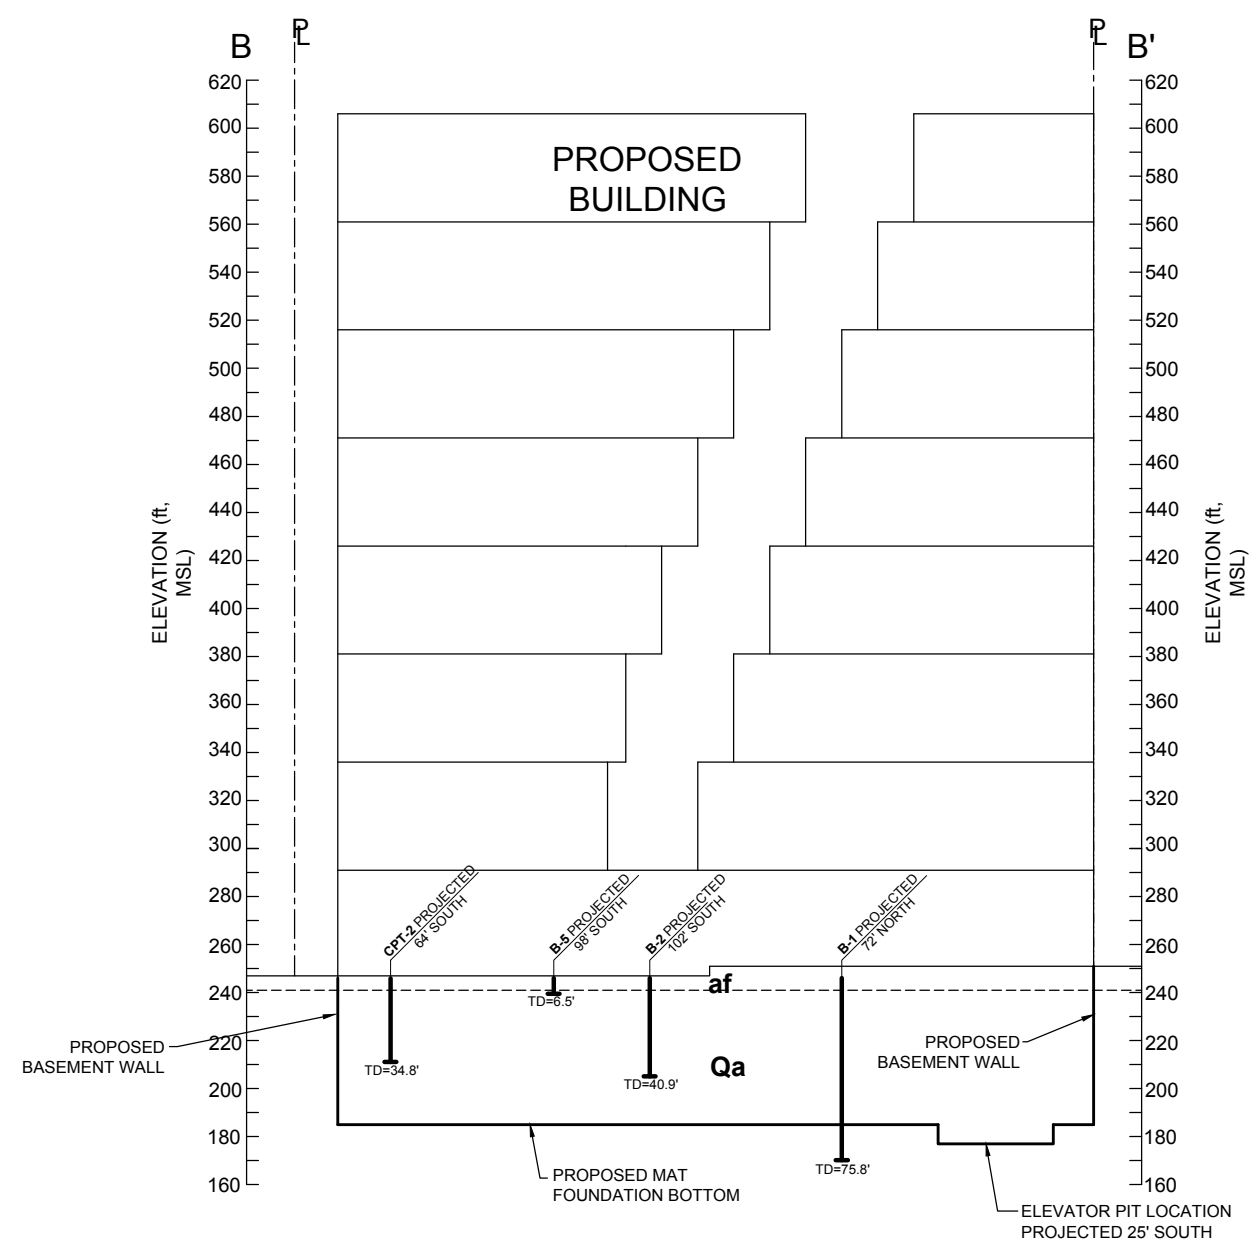 B
PL
PL
B'
620
600
580
560
540
520
500
480
460
440
420
400
380
360
340
320
300
280
260
240
220
200
180
160
620
600
580
560
540
520
500
480
460
440
420
400
380
360
340
320
300
280
260
240
220
200
180
160
ELEVATION (ft,
MSL)
ELEVATION (ft,
MSL)
PROPOSED
BUILDING
CPT-2 PROJECTED
64' SOUTH
B-5 PROJECTED
98' SOUTH
B-2 PROJECTED
102' SOUTH
B-1 PROJECTED
72' NORTH
af
TD=6.5'
PROPOSED
BASEMENT WALL
PROPOSED
BASEMENT WALL
Qa
TD=34.8'
TD=40.9'
TD=75.8'
PROPOSED MAT
FOUNDATION BOTTOM
ELEVATOR PIT LOCATION
PROJECTED 25' SOUTH